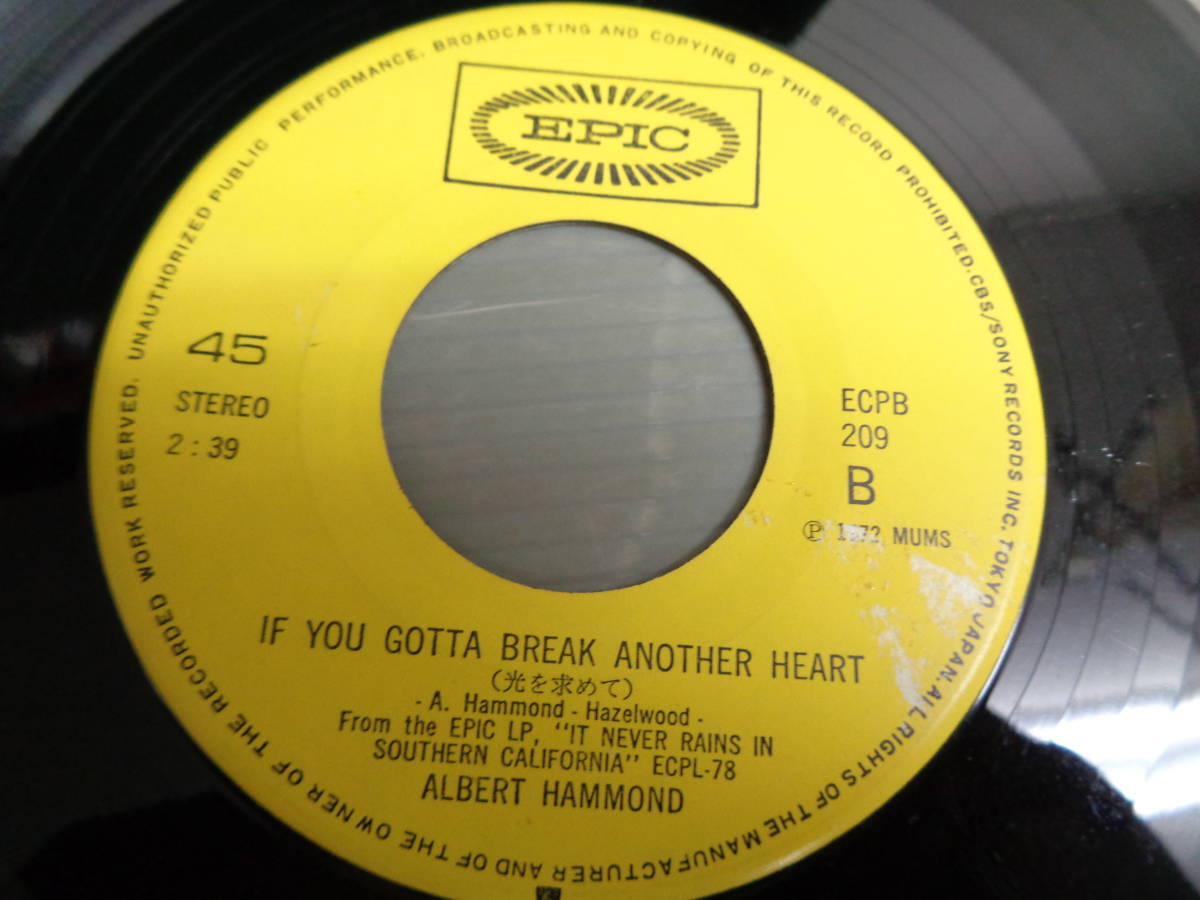 UNAUTHORIZED PUBLIC PERFORMANCE, BROADCASTING AND COPYING OF THIS RECORD PROHIBITED. CBS/SONY RECORDS INC. TOKYO JAPAN. ALL RIGHTS OF THE MANUFACTURER AND OF THE OWNER OF THE RECORDED WORK RESERVED.
EPIC
45
STEREO
2:39
ECPB
209
B
Ⓟ 1972 MUMS
IF YOU GOTTA BREAK ANOTHER HEART
(光を求めて)
- A. Hammond - Hazelwood -
From the EPIC LP, "IT NEVER RAINS IN
SOUTHERN CALIFORNIA" ECPL-78
ALBERT HAMMOND